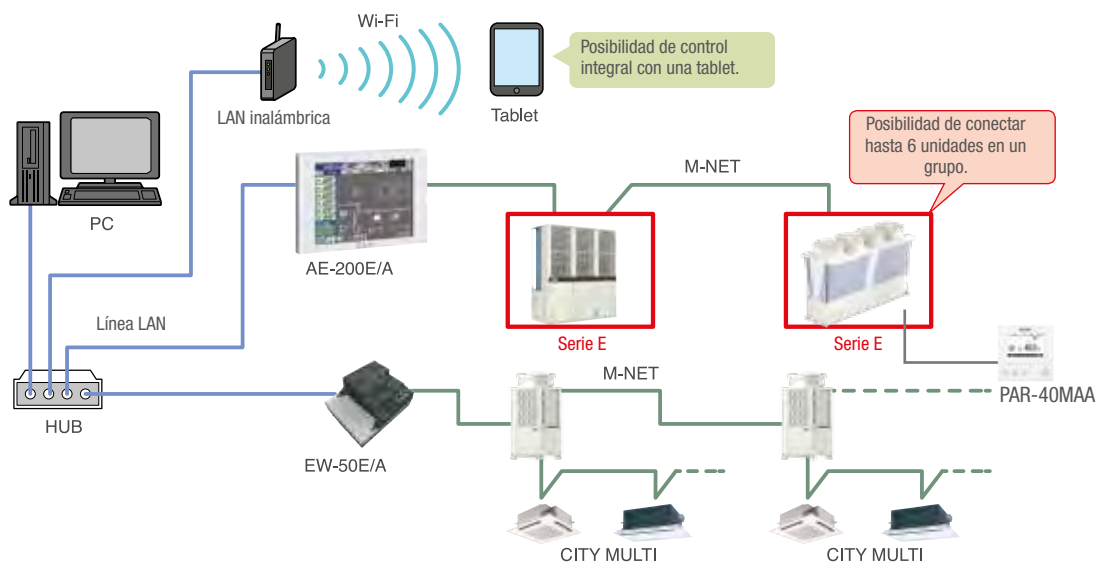 Wi-Fi
Posibilidad de control
integral con una tablet.
LAN inalámbrica
Tablet
Posibilidad de conectar
hasta 6 unidades en un
grupo.
M-NET
PC
AE-200E/A
Línea LAN
Serie E
Serie E
M-NET
PAR-40MAA
HUB
EW-50E/A
CITY MULTI
CITY MULTI